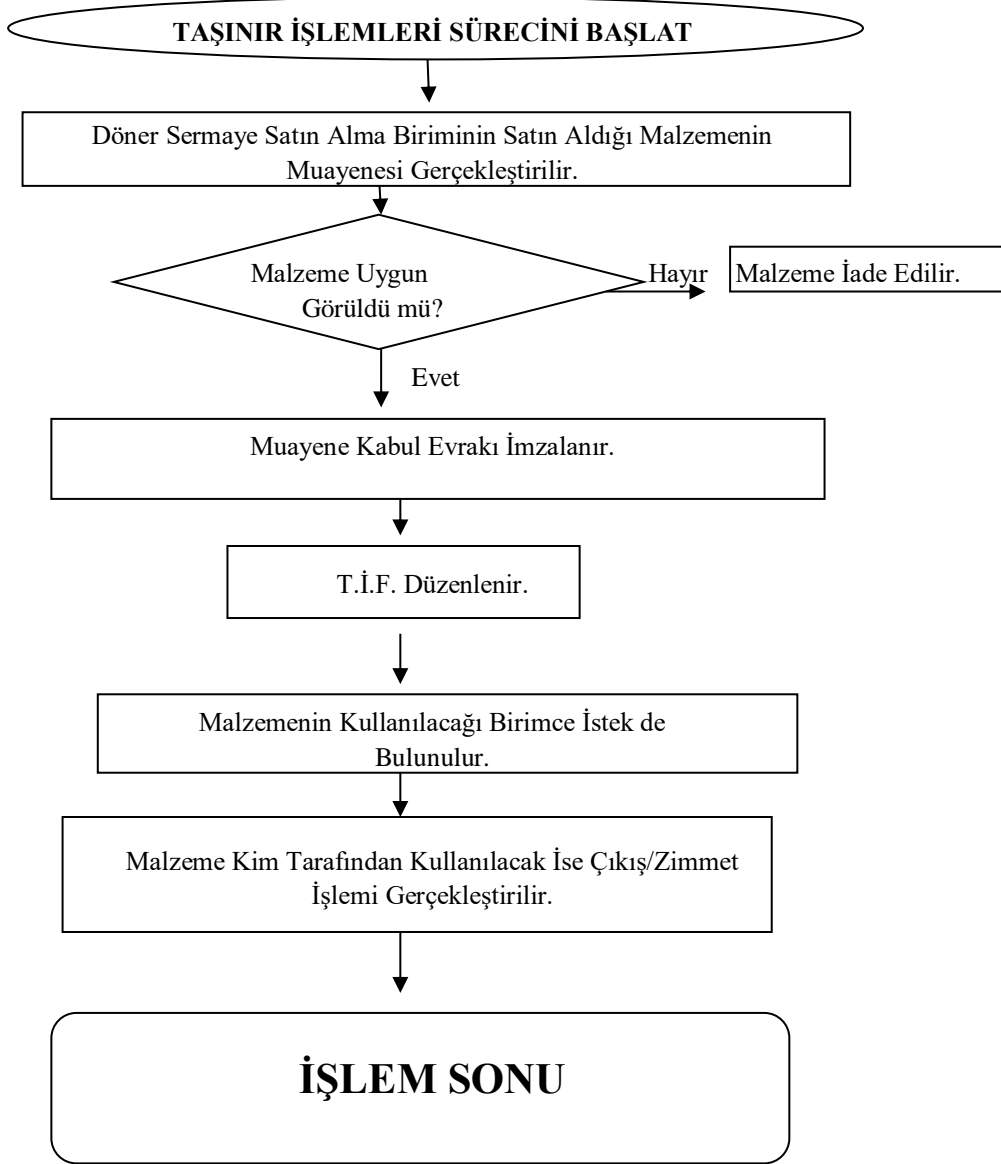 TAŞINIR İŞLEMLERİ SÜRECİNİ BAŞLAT
Döner Sermaye Satın Alma Biriminin Satın Aldığı Malzemenin
Muayenesi Gerçekleştirilir.
Malzeme Uygun
Görüldü mü?
Hayır
Malzeme İade Edilir.
Evet
Muayene Kabul Evrakı İmzalanır.
T.İ.F. Düzenlenir.
Malzemenin Kullanılacağı Birimce İstek de
Bulunulur.
Malzeme Kim Tarafından Kullanılacak İse Çıkış/Zimmet
İşlemi Gerçekleştirilir.
İŞLEM SONU